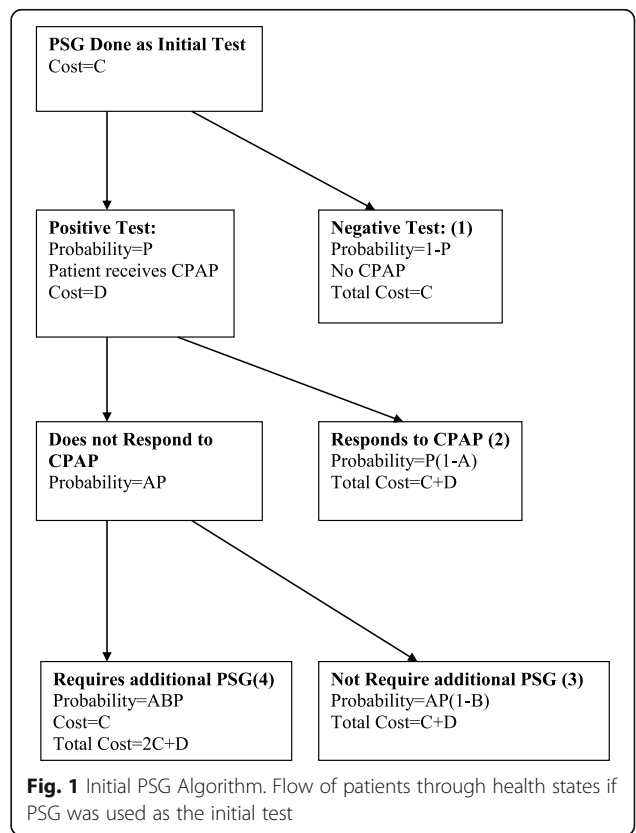 PSG Done as Initial Test
Cost=C
Positive Test:
Probability=P
Patient receives CPAP
Cost=D
Negative Test: (1)
Probability=1-P
No CPAP
Total Cost=C
Does not Respond to
CPAP
Probability=AP
Responds to CPAP (2)
Probability=P(1-A)
Total Cost=C+D
Requires additional PSG(4)
Probability=ABP
Cost=C
Total Cost=2C+D
Not Require additional PSG (3)
Probability=AP(1-B)
Total Cost=C+D
Fig. 1 Initial PSG Algorithm. Flow of patients through health states if
PSG was used as the initial test